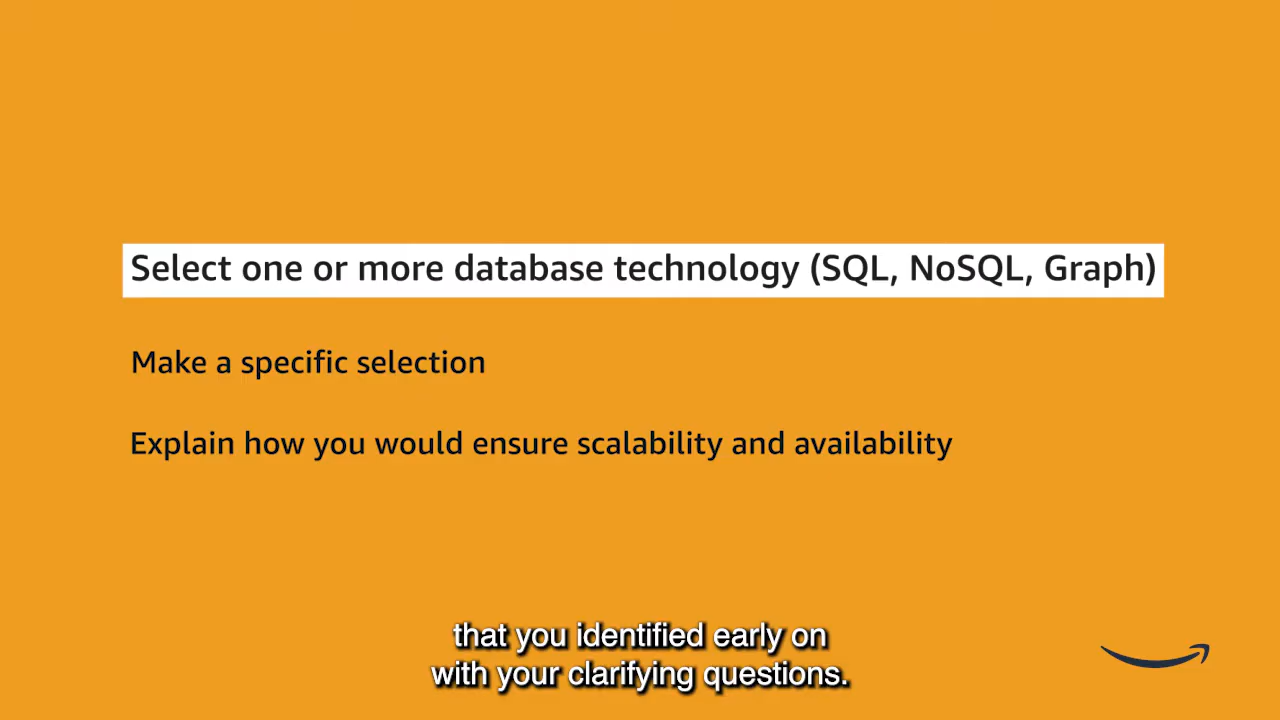 Select one or more database technology (SQL, NoSQL, Graph)
Make a specific selection
Explain how you would ensure scalability and availability
that you identified early on
with your clarifying questions.